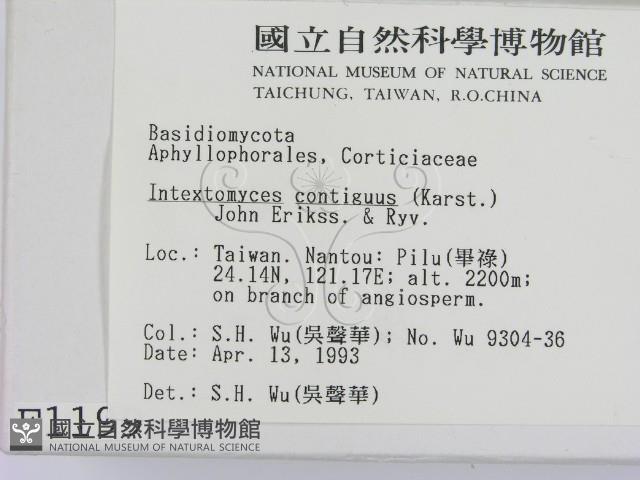 國立自然科學博物館
NATIONAL MUSEUM OF NATURAL SCIENCE
TAICHUNG, TAIWAN, R.O.CHINA
Basidiomycota
Aphyllophorales, Corticiaceae
Intextomyces contiguus (Karst.)
John Erikss. & Ryv.
Loc.: Taiwan. Nantou: Pilu(畢祿)
24.14N, 121.17E; alt. 2200m;
on branch of angiosperm.
Col.: S.H. Wu(吳聲華); No. Wu 9304-36
Date: Apr. 13, 1993
Det.: S.H. Wu(吳聲華)
國立自然科學博物館
NATIONAL MUSEUM OF NATURAL SCIENCE